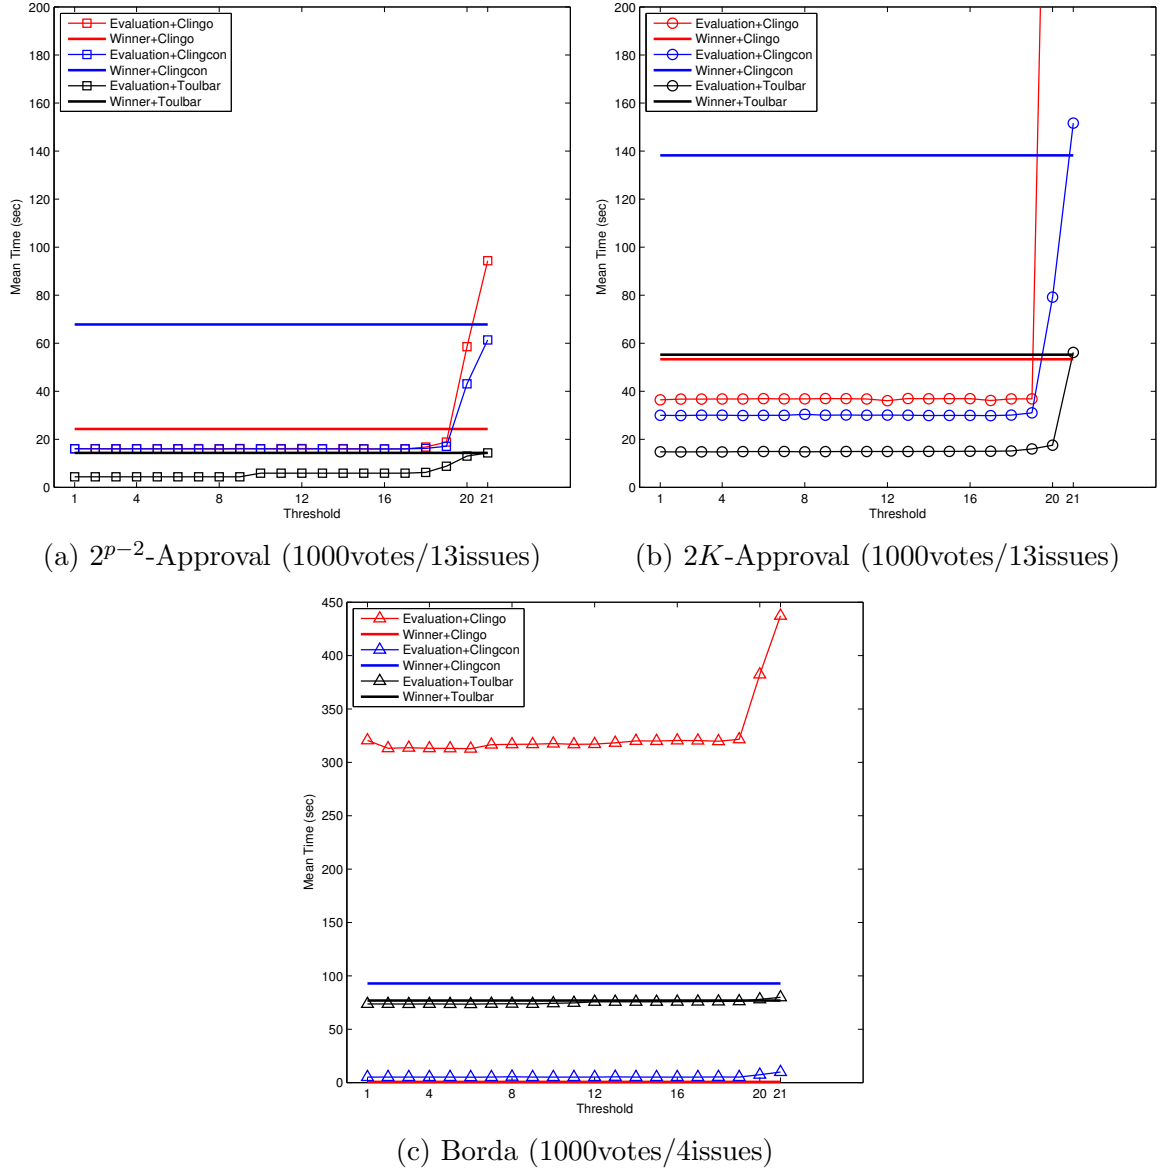 200
180
160
140
120
100
80
60
40
20
0
Mean Time (sec)
Evaluation+Clingo
Winner+Clingo
Evaluation+Clingcon
Winner+Clingcon
Evaluation+Toulbar
Winner+Toulbar
1 4 8 12 16 20 21
Threshold
(a) 2^{p−2}-Approval (1000votes/13issues)
200
180
160
140
120
100
80
60
40
20
0
Mean Time (sec)
Evaluation+Clingo
Winner+Clingo
Evaluation+Clingcon
Winner+Clingcon
Evaluation+Toulbar
Winner+Toulbar
1 4 8 12 16 20 21
Threshold
(b) 2K-Approval (1000votes/13issues)
450
400
350
300
250
200
150
100
50
0
Mean Time (sec)
Evaluation+Clingo
Winner+Clingo
Evaluation+Clingcon
Winner+Clingcon
Evaluation+Toulbar
Winner+Toulbar
1 4 8 12 16 20 21
Threshold
(c) Borda (1000votes/4issues)